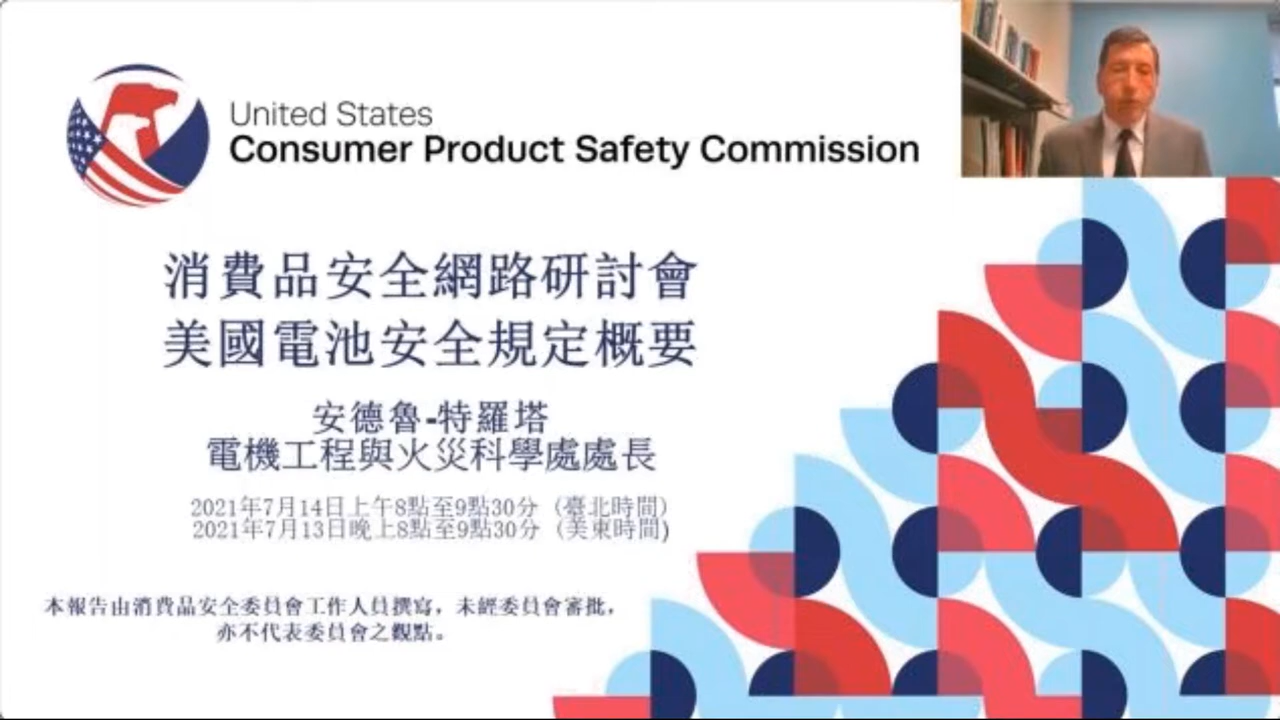 United States
Consumer Product Safety Commission
消費品安全網路研討會
美國電池安全規定概要
安德魯-特羅塔
電機工程與火災科學處處長
2021年7月14日上午8點至9點30分（臺北時間）
2021年7月13日晚上8點至9點30分（美東時間)
本報告由消費品安全委員會工作人員撰寫，未經委員會審批，
亦不代表委員會之觀點。